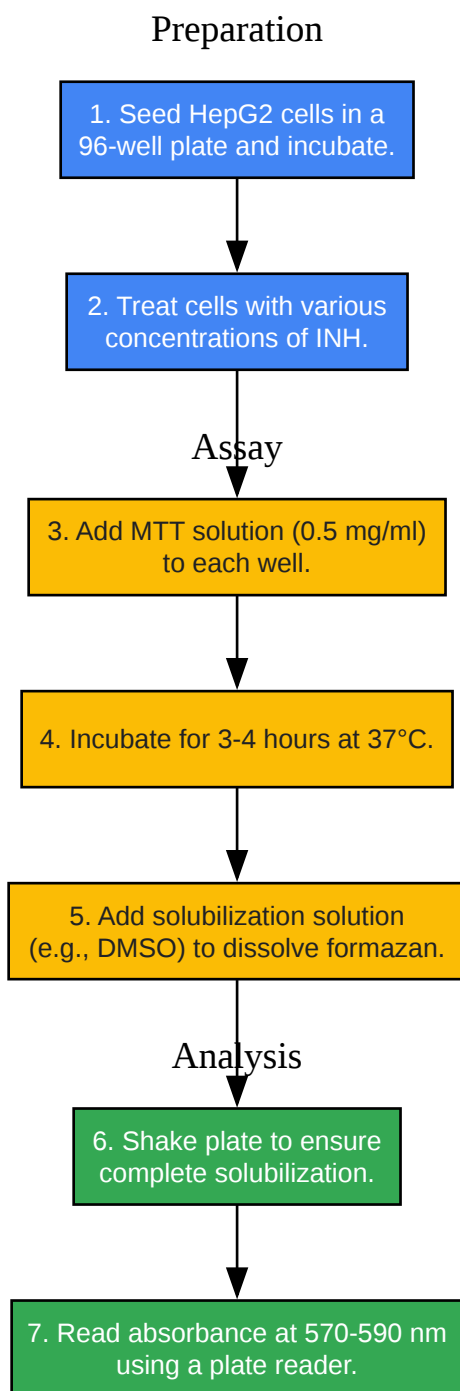 Preparation
1. Seed HepG2 cells in a
96-well plate and incubate.
2. Treat cells with various
concentrations of INH.
Assay
3. Add MTT solution (0.5 mg/ml)
to each well.
4. Incubate for 3-4 hours at 37°C.
5. Add solubilization solution
(e.g., DMSO) to dissolve formazan.
Analysis
6. Shake plate to ensure
complete solubilization.
7. Read absorbance at 570-590 nm
using a plate reader.